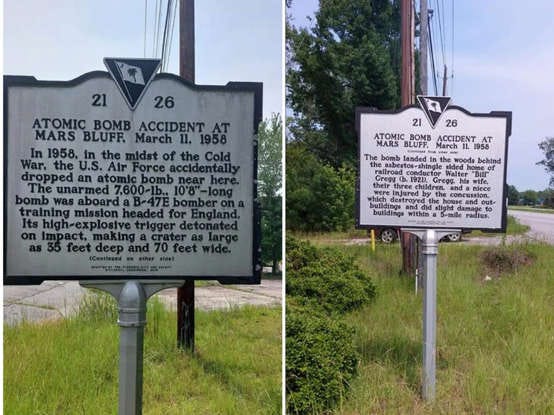 21 26
ATOMIC BOMB ACCIDENT AT
MARS BLUFF, March 11, 1958
In 1958, in the midst of the Cold
War, the U.S. Air Force accidentally
dropped an atomic bomb near here.
The unarmed 7,600-lb., 10'8"-long
bomb was aboard a B-47E bomber on a
training mission headed for England.
Its high-explosive trigger detonated
on impact, making a crater as large
as 35 feet deep and 70 feet wide.
(Continued on other side)
21 26
ATOMIC BOMB ACCIDENT AT
MARS BLUFF, March 11, 1958
(Continued from other side)
The bomb landed in the woods behind
the asbestos-shingle sided home of
railroad conductor Walter "Bill"
Gregg (b. 1921). Gregg, his wife,
their three children, and a niece
were injured by the concussion,
which destroyed the house and out-
buildings and did slight damage to
buildings within a 5-mile radius.